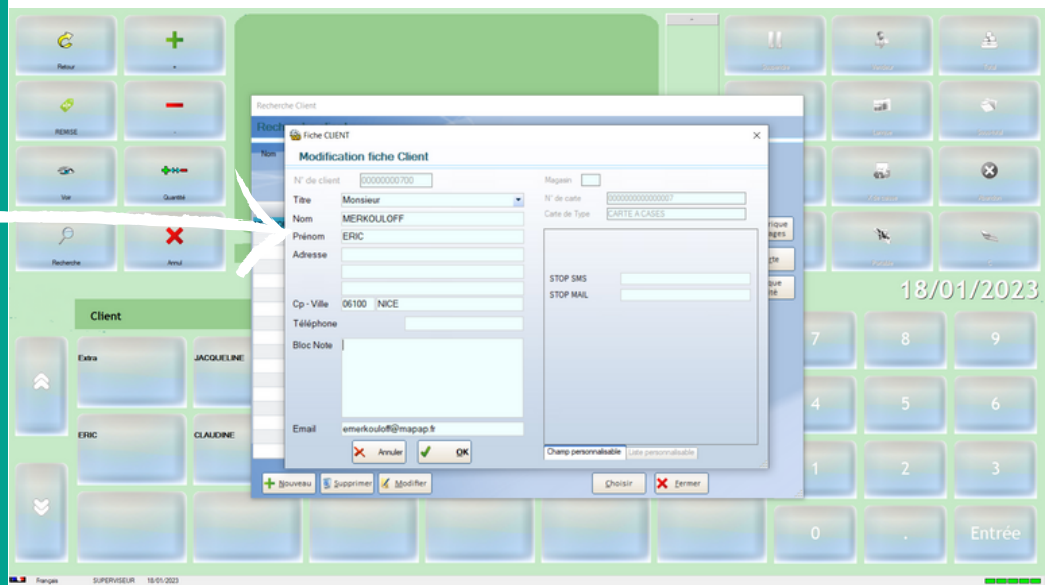 Retour
+
-
Suspendre
Vendeur
Total
REMISE
-
Voir
Quantité
Recherche
Annul
Recherche Client
Nom
Fiche CLIENT
Modification fiche Client
N° de client 00000000700
Magasin
Titre Monsieur
N° de carte 0000000000000007
Nom MERKOULOFF
Carte de Type CARTE A CASES
Prénom ERIC
Adresse
STOP SMS
STOP MAIL
Cp - Ville 06100 NICE
Téléphone
Bloc Note
Email emerkouloff@mapap.fr
Annuler OK
Champ personnalisable Liste personnalisable
Nouveau Supprimer Modifier Choisir Fermer
18/01/2023
Client
Extra
JACQUELINE
ERIC
CLAUDINE
7 8 9
4 5 6
1 2 3
0 . Entrée
Français SUPERVISEUR 18/01/2023